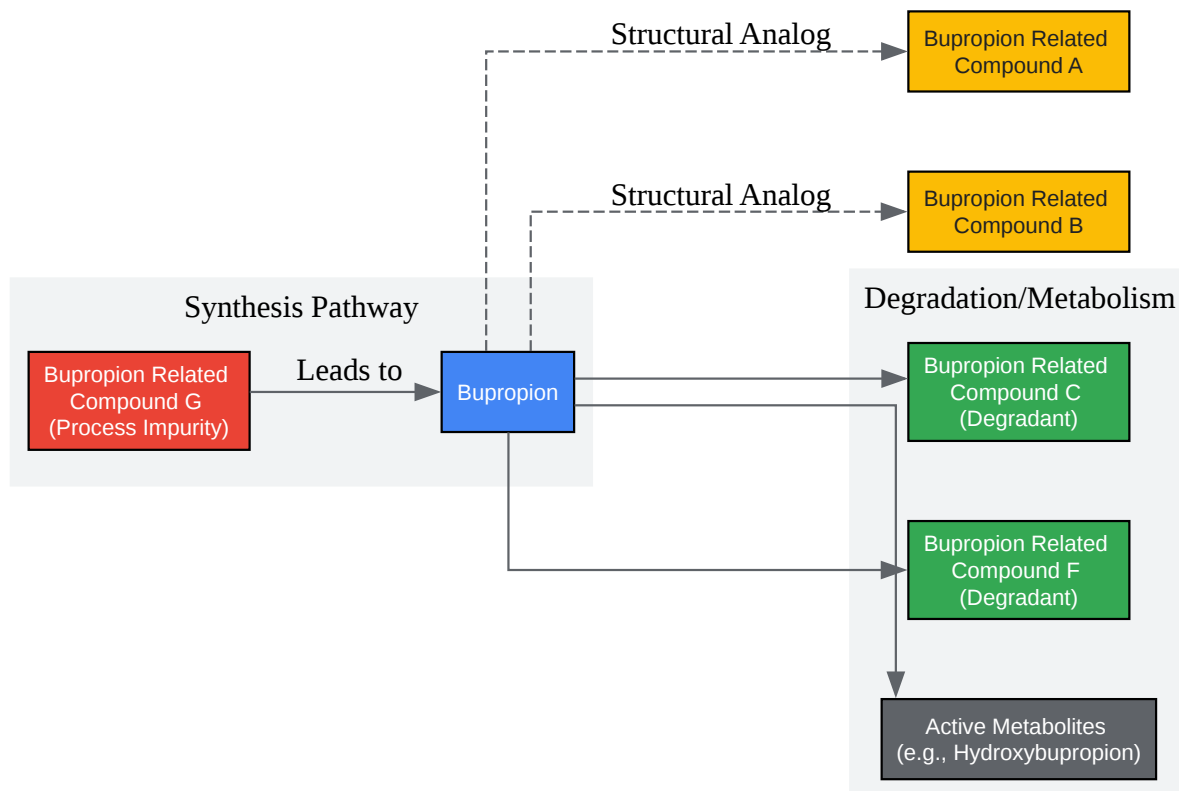 Structural Analog
Bupropion Related
Compound A
Structural Analog
Bupropion Related
Compound B
Synthesis Pathway
Degradation/Metabolism
Bupropion Related
Compound G
(Process Impurity)
Leads to
Bupropion
Bupropion Related
Compound C
(Degradant)
Bupropion Related
Compound F
(Degradant)
Active Metabolites
(e.g., Hydroxybupropion)